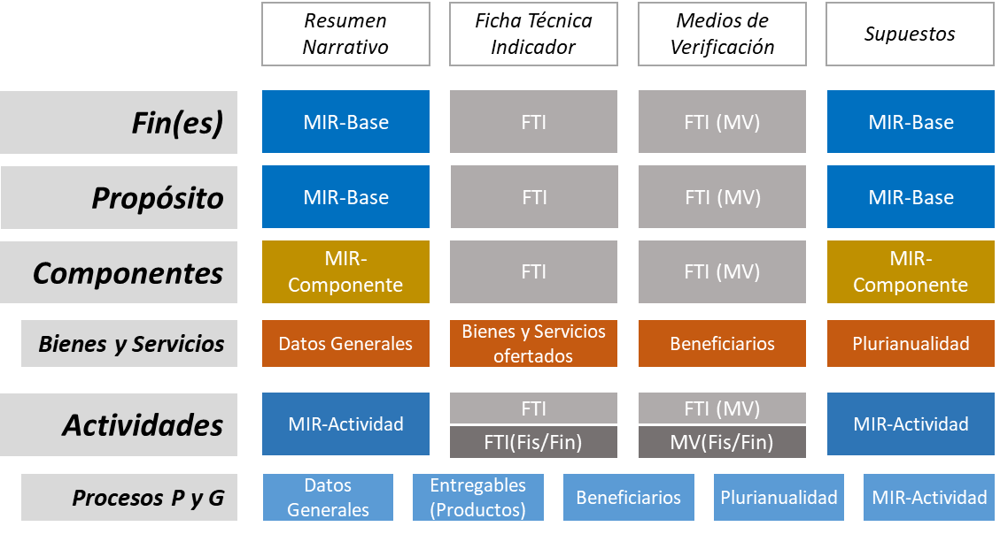 Resumen
Narrativo
Ficha Técnica
Indicador
Medios de
Verificación
Supuestos
Fin(es)
MIR-Base
FTI
FTI (MV)
MIR-Base
Propósito
MIR-Base
FTI
FTI (MV)
MIR-Base
Componentes
MIR-
Componente
FTI
FTI (MV)
MIR-
Componente
Bienes y Servicios
Datos Generales
Bienes y Servicios
ofertados
Beneficiarios
Plurianualidad
Actividades
MIR-Actividad
FTI
FTI(Fis/Fin)
FTI (MV)
MV(Fis/Fin)
MIR-Actividad
Procesos P y G
Datos
Generales
Entregables
(Productos)
Beneficiarios
Plurianualidad
MIR-Actividad